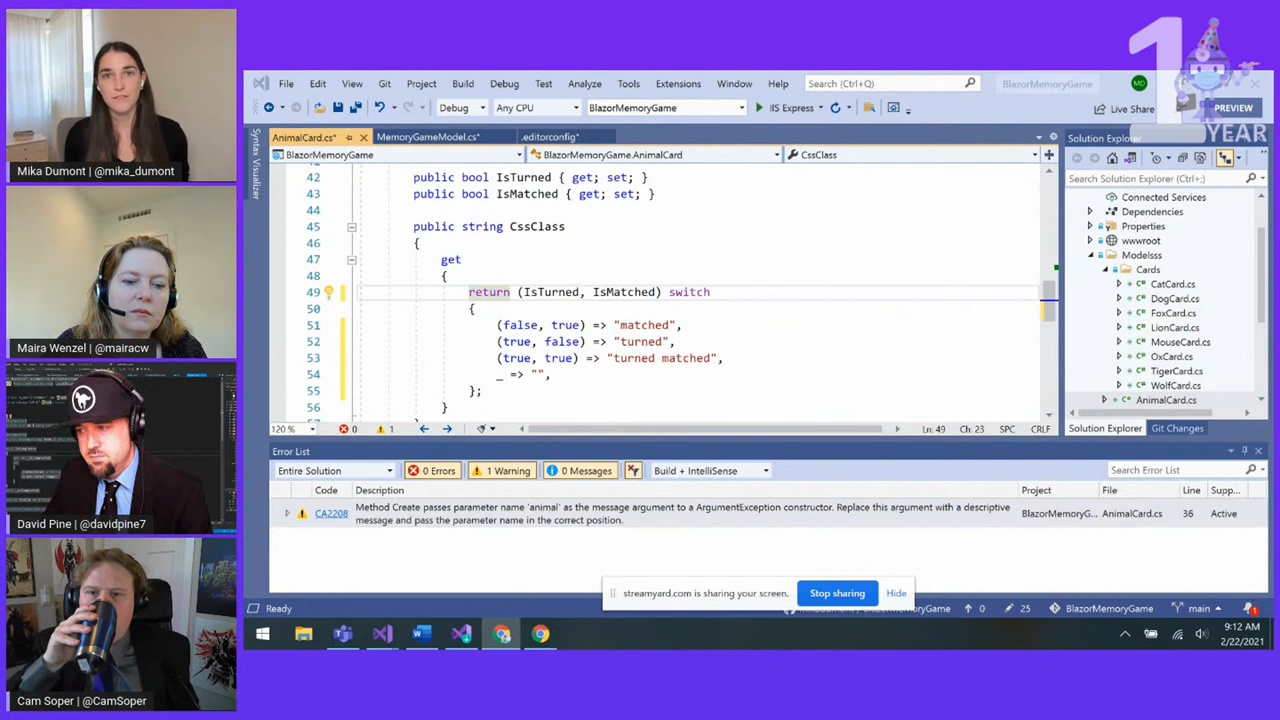 Mika Dumont | @mika_dumont
Maira Wenzel | @mairacw
David Pine | @davidpine7
Cam Soper | @CamSoper
1
YEAR
File Edit View Git Project Build Debug Test Analyze Tools Extensions Window Help Search (Ctrl+Q) BlazorMemoryGame MD
Debug Any CPU BlazorMemoryGame IIS Express Live Share PREVIEW
Syntax Visualizer
AnimalCard.cs* MemoryGameModel.cs* .editorconfig*
BlazorMemoryGame BlazorMemoryGame.AnimalCard CssClass
42 public bool IsTurned { get; set; }
43 public bool IsMatched { get; set; }
44
45 public string CssClass
46 {
47 get
48 {
49 return (IsTurned, IsMatched) switch
50 {
51 (false, true) => "matched",
52 (true, false) => "turned",
53 (true, true) => "turned matched",
54 _ => "",
55 };
56 }
120 % 0 1 Ln: 49 Ch: 23 SPC CRLF
Solution Explorer
Search Solution Explorer (Ctrl+;)
Connected Services
Dependencies
Properties
wwwroot
Modelsss
Cards
CatCard.cs
DogCard.cs
FoxCard.cs
LionCard.cs
MouseCard.cs
OxCard.cs
TigerCard.cs
WolfCard.cs
AnimalCard.cs
Solution Explorer Git Changes
Error List
Entire Solution 0 Errors 1 Warning 0 Messages Build + IntelliSense Search Error List
Code Description Project File Line Supp...
CA2208 Method Create passes parameter name 'animal' as the message argument to a ArgumentException constructor. Replace this argument with a descriptive message and pass the parameter name in the correct position. BlazorMemoryG... AnimalCard.cs 36 Active
streamyard.com is sharing your screen. Stop sharing Hide
Ready 0 25 BlazorMemoryGame main 1
9:12 AM
2/22/2021